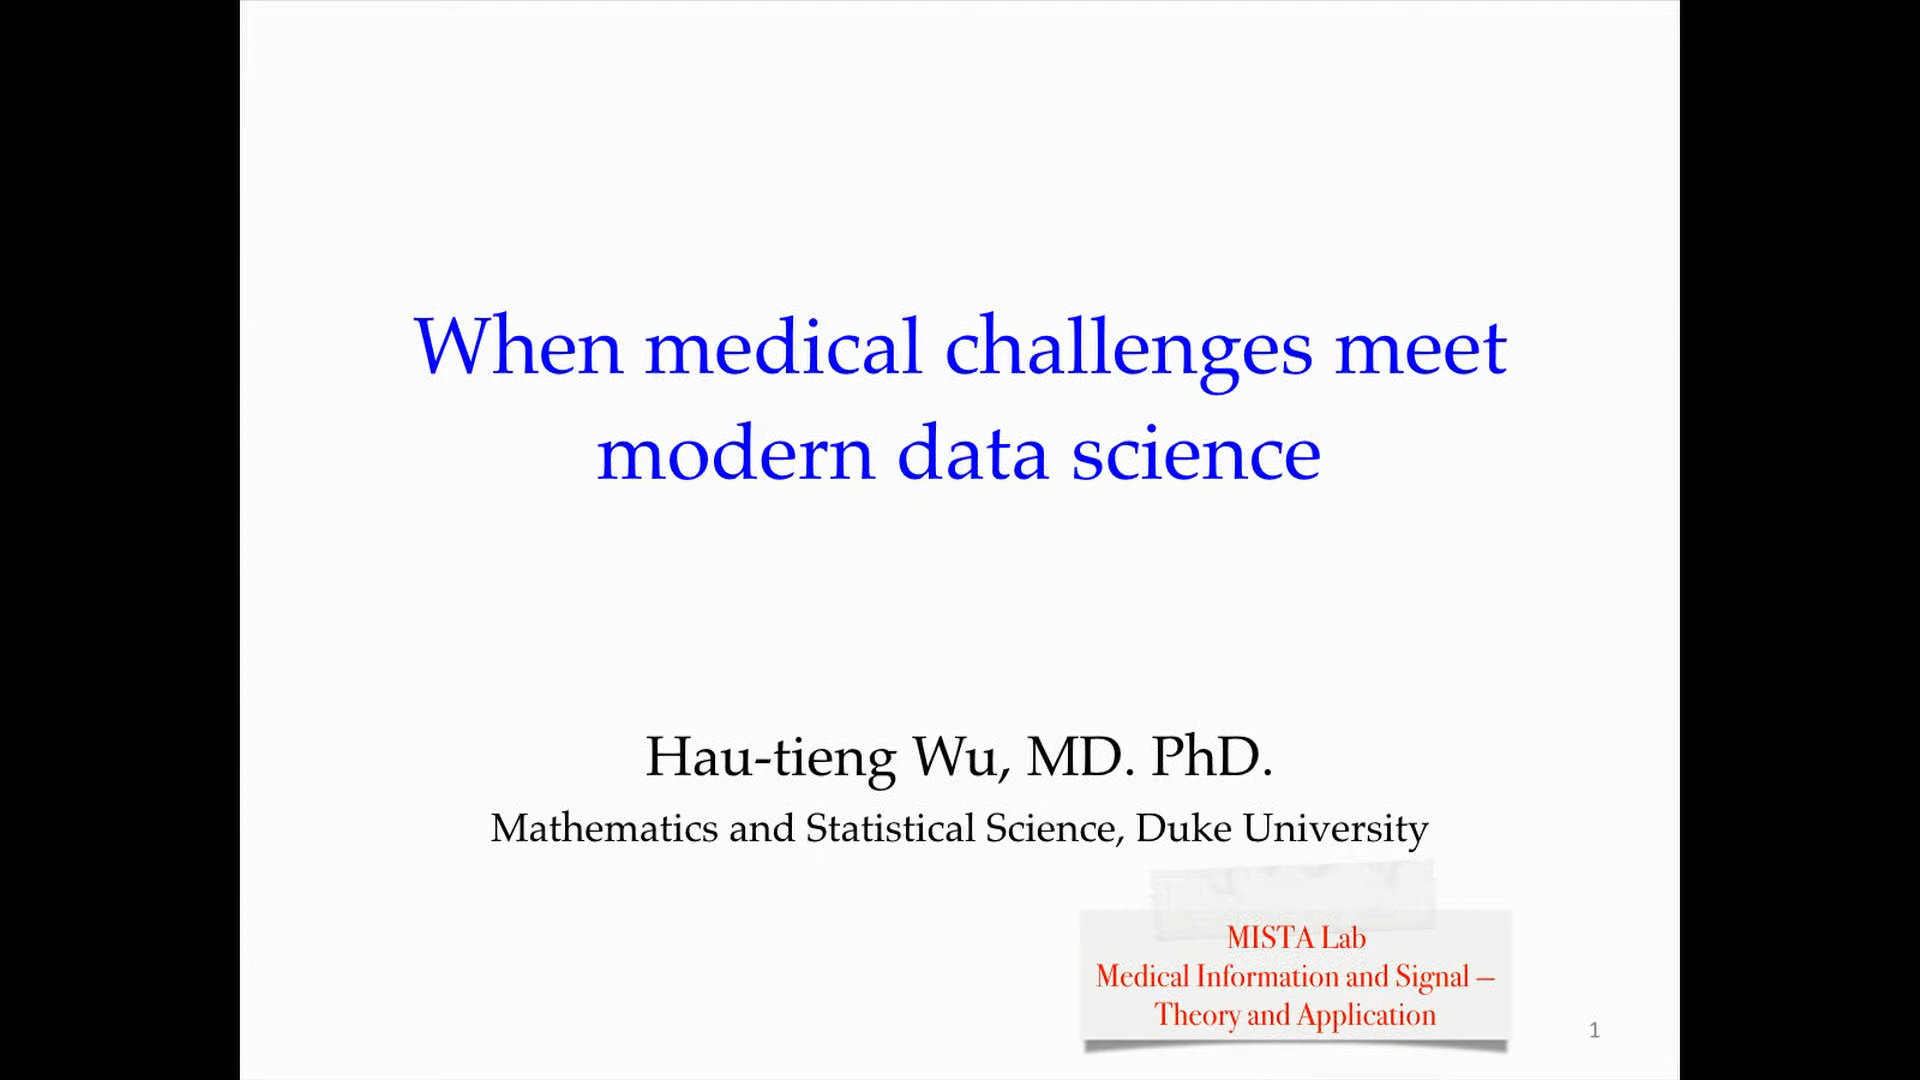 When medical challenges meet
modern data science
Hau-tieng Wu, MD. PhD.
Mathematics and Statistical Science, Duke University
MISTA Lab
Medical Information and Signal —
Theory and Application
1